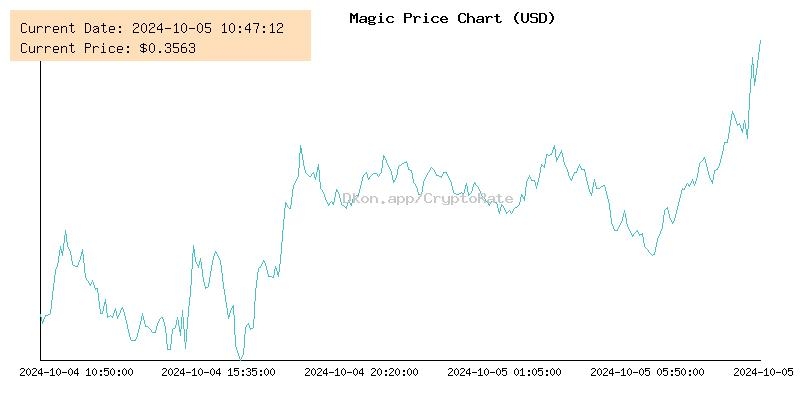 Magic Price Chart (USD)
Current Date: 2024-10-05 10:47:12
Current Price: $0.3563
Dkon.app/CryptoRate
2024-10-04 10:50:00 2024-10-04 15:35:00 2024-10-04 20:20:00 2024-10-05 01:05:00 2024-10-05 05:50:00 2024-10-05